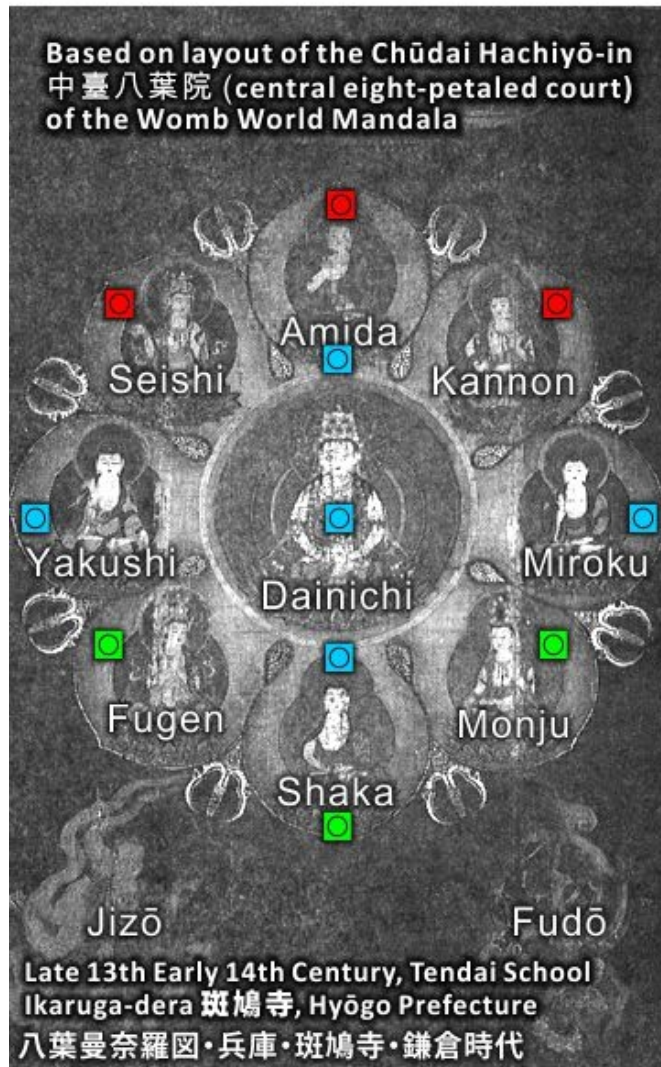 Based on layout of the Chūdai Hachiyō-in
中臺八葉院 (central eight-petaled court)
of the Womb World Mandala
Amida
Seishi
Kannon
Yakushi
Dainichi
Miroku
Fugen
Monju
Shaka
Jizō
Fudō
Late 13th Early 14th Century, Tendai School
Ikaruga-dera 斑鳩寺, Hyōgo Prefecture
八葉曼奈羅図・兵庫・斑鳩寺・鎌倉時代